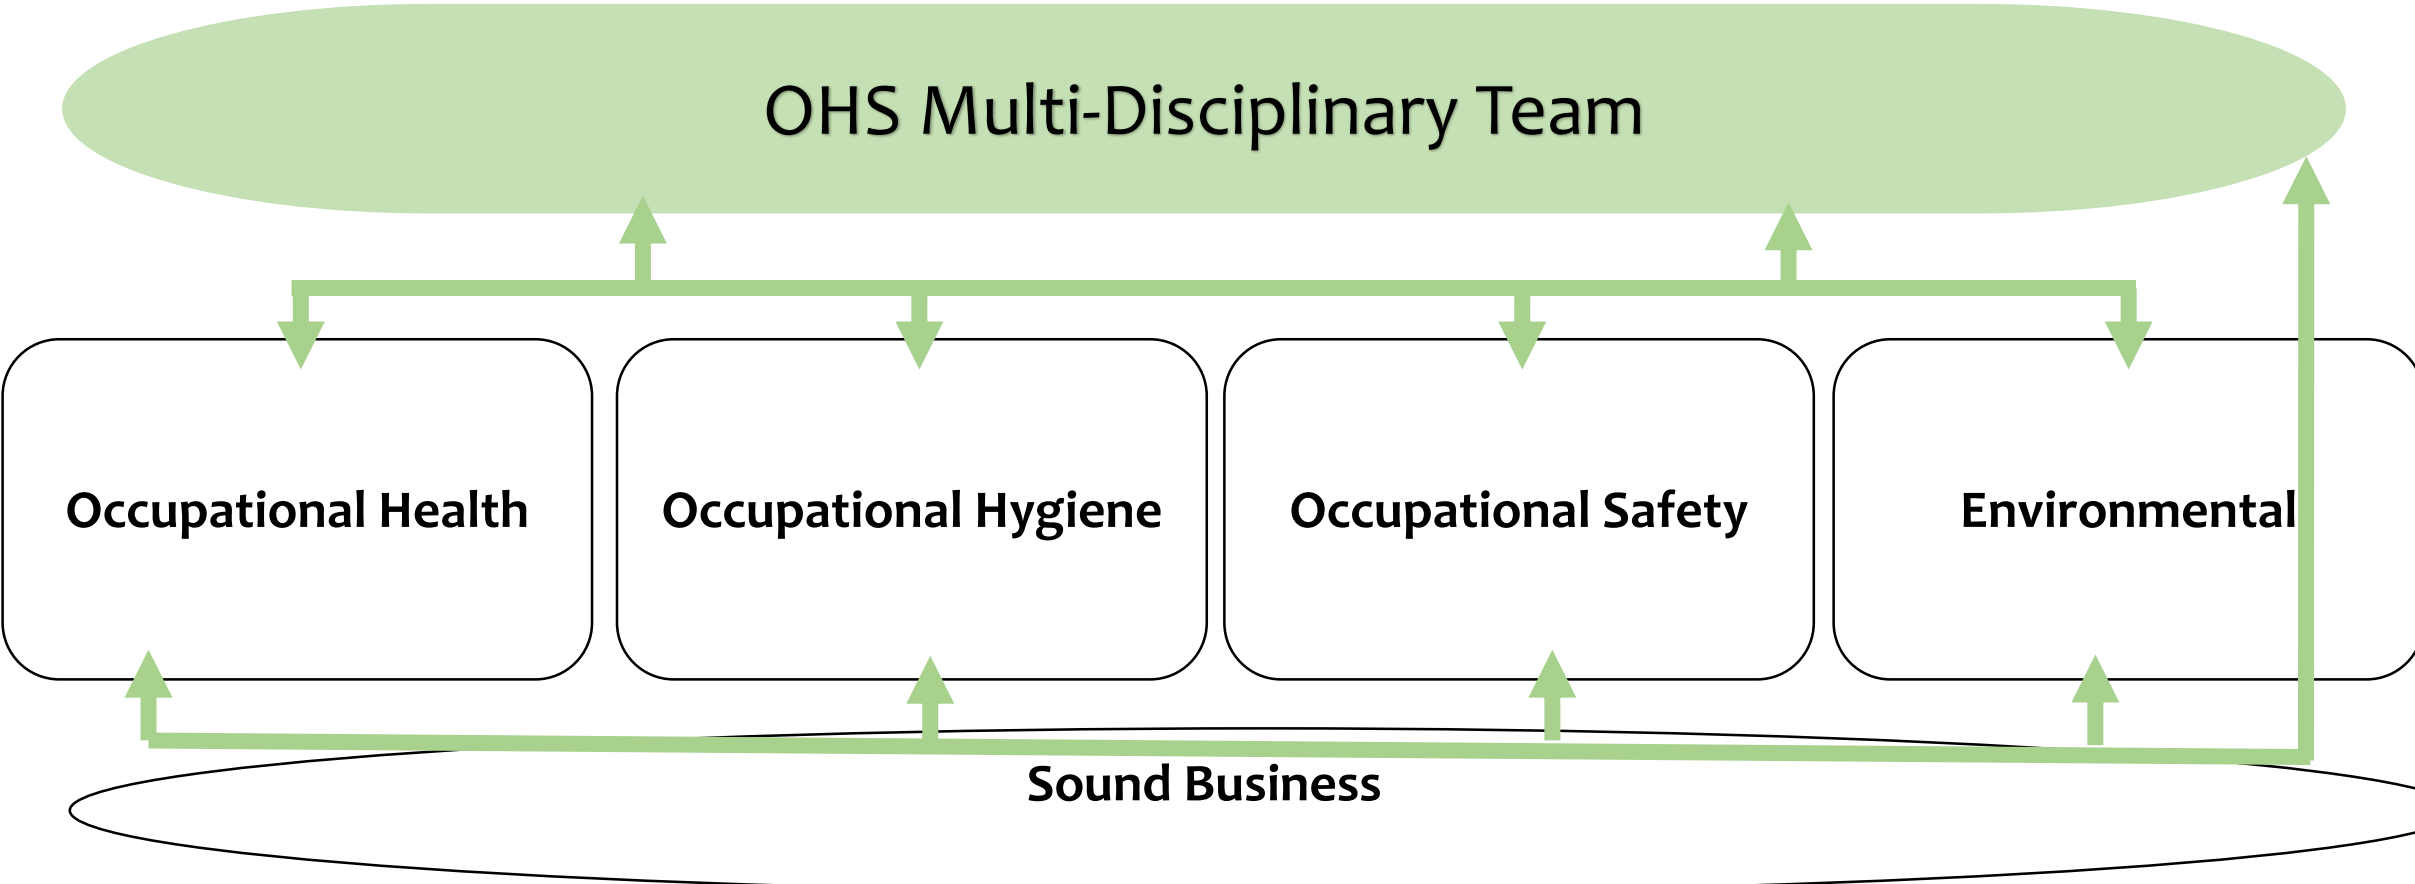 OHS Multi-Disciplinary Team
Occupational Health
Occupational Hygiene
Occupational Safety
Environmental
Sound Business